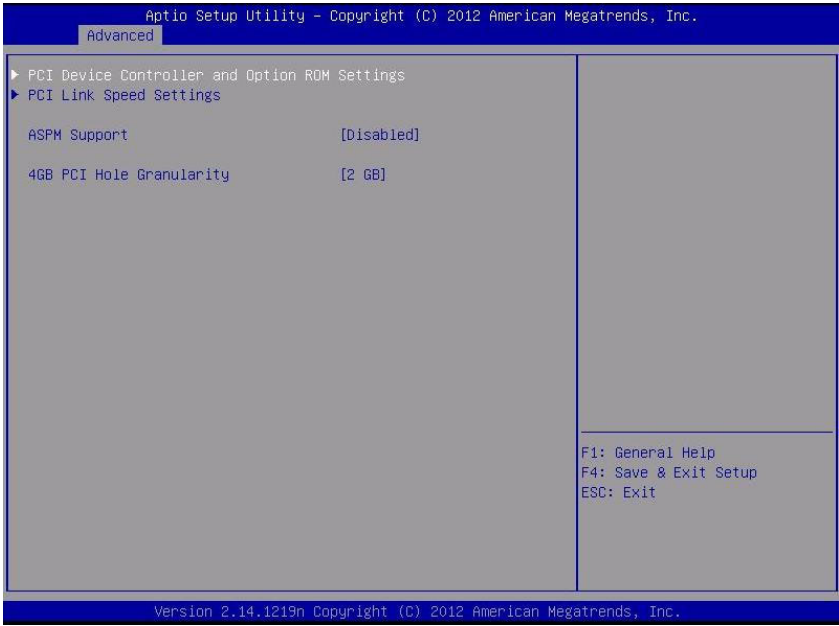 Aptio Setup Utility – Copyright (C) 2012 American Megatrends, Inc.
Advanced
▶ PCI Device Controller and Option ROM Settings
▶ PCI Link Speed Settings
ASPM Support [Disabled]
4GB PCI Hole Granularity [2 GB]
F1: General Help
F4: Save & Exit Setup
ESC: Exit
Version 2.14.1219n Copyright (C) 2012 American Megatrends, Inc.